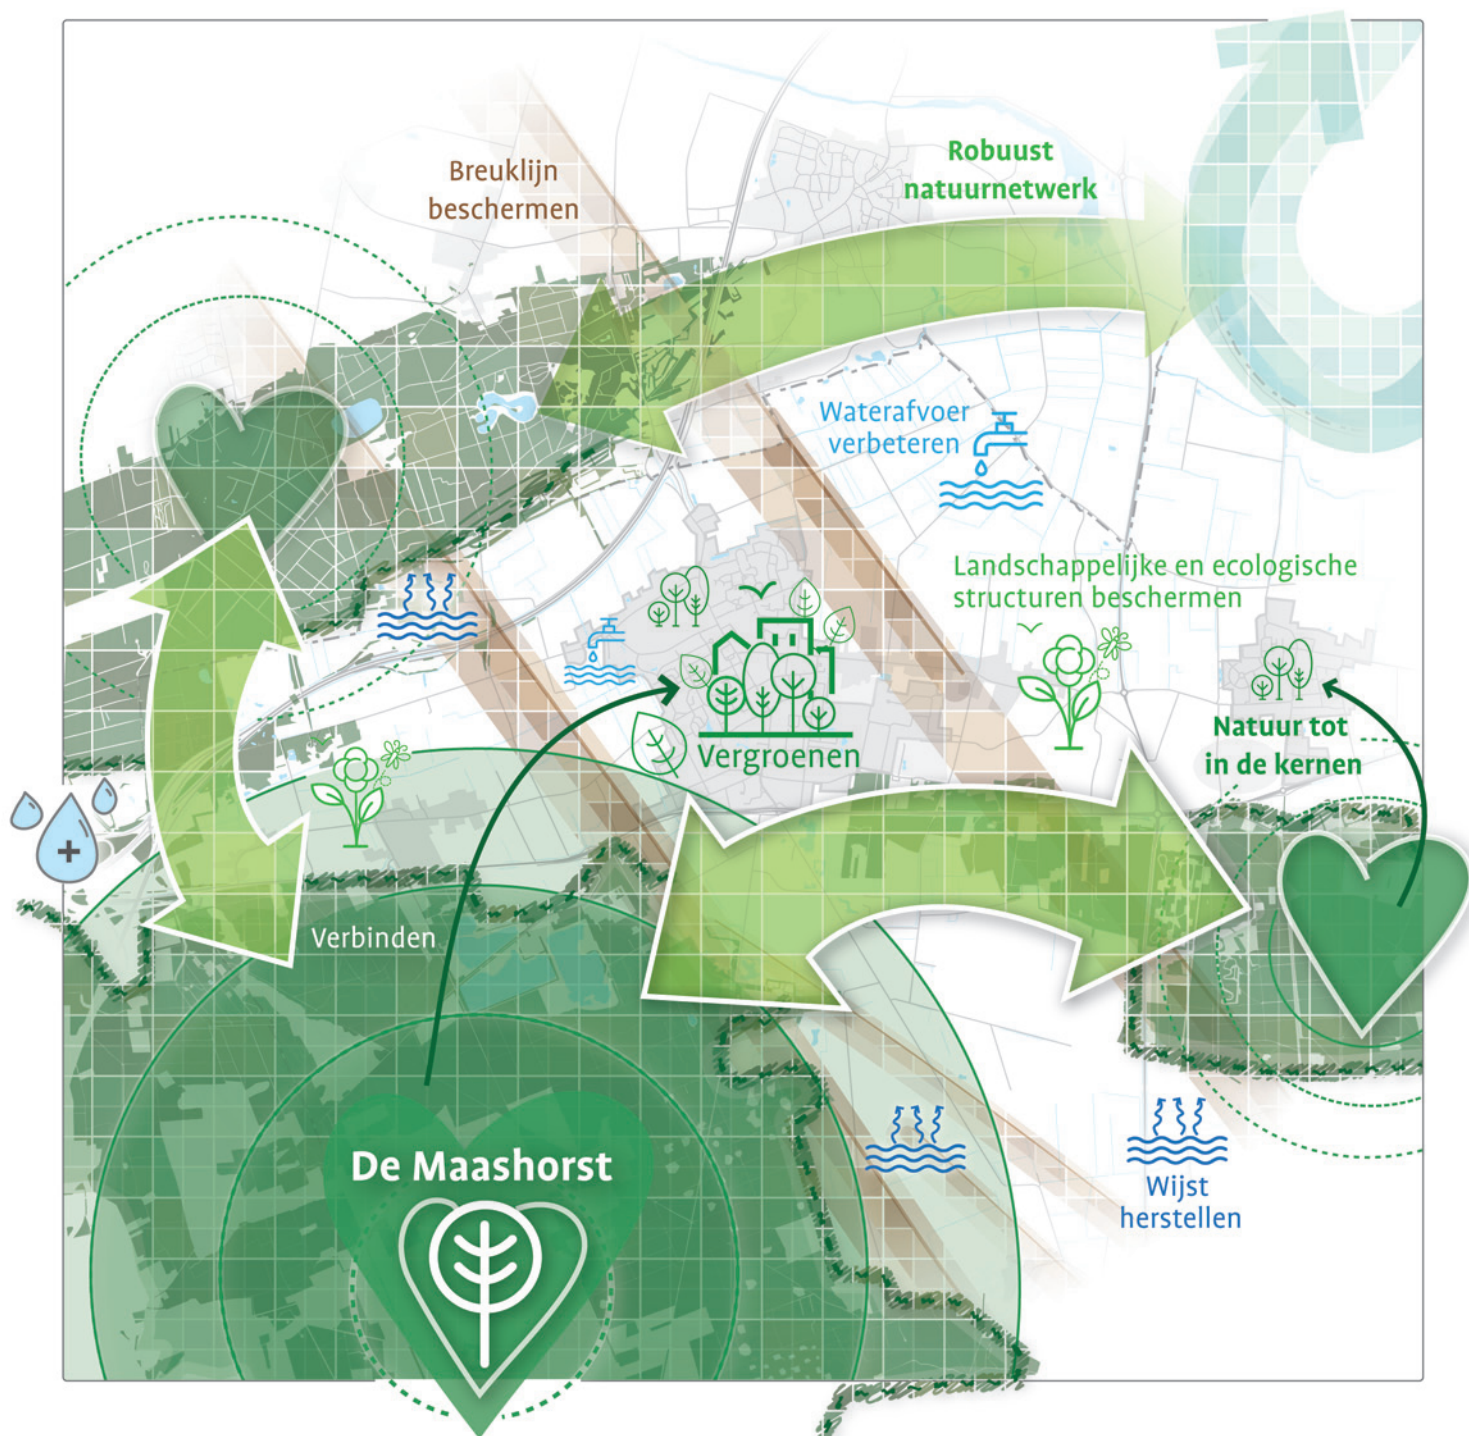 Breuklijn
beschermen
Robuust
natuurnetwerk
Waterafvoer
verbeteren
Landschappelijke en ecologische
structuren beschermen
Vergroenen
Natuur tot
in de kernen
Verbinden
De Maashorst
Wijst
herstellen